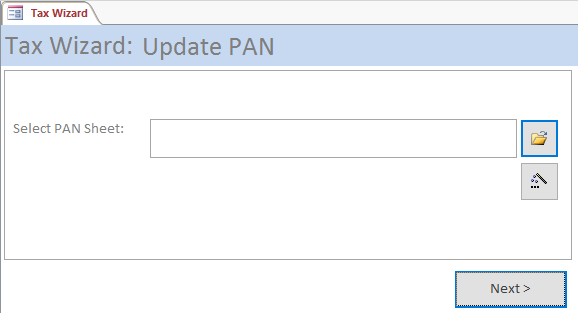 Tax Wizard
Tax Wizard: Update PAN
Select PAN Sheet:
Next >